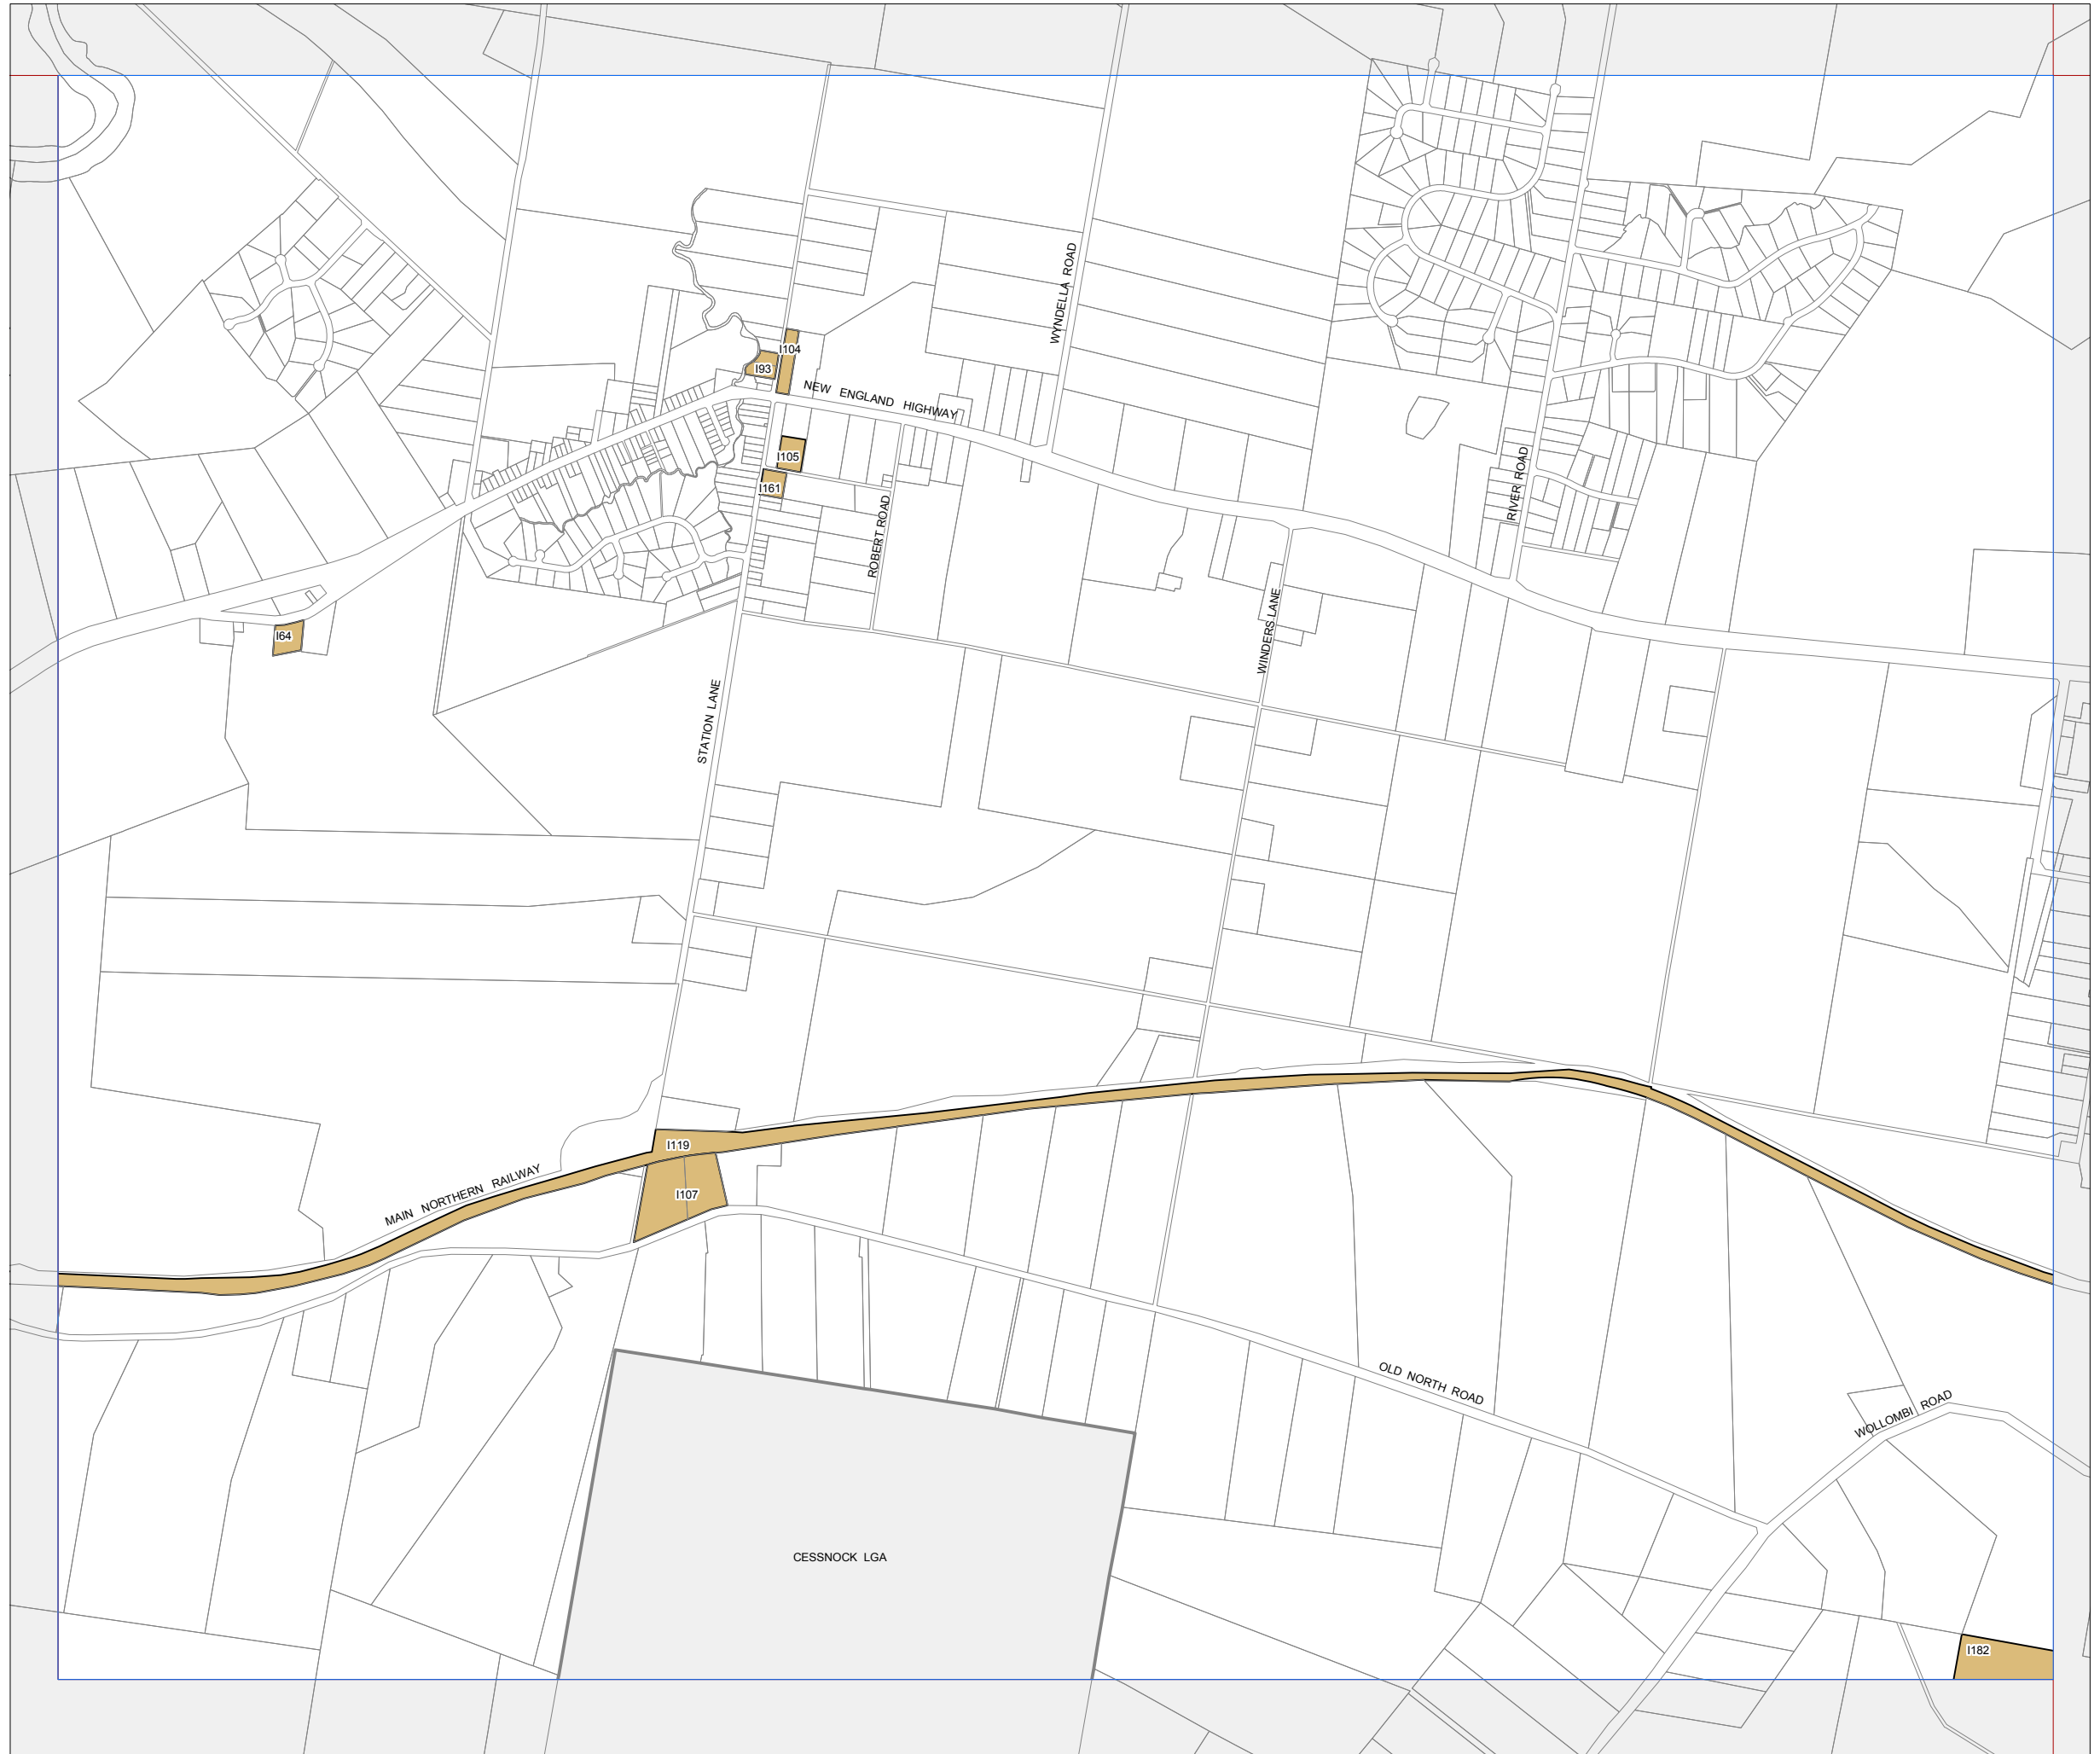 WYNDELLA ROAD
I104
I93
NEW ENGLAND HIGHWAY
I105
I161
RIVER ROAD
ROBERT ROAD
I64
WINDERS LANE
STATION LANE
I119
MAIN NORTHERN RAILWAY
I107
OLD NORTH ROAD
WOLLOMBI ROAD
CESSNOCK LGA
I182